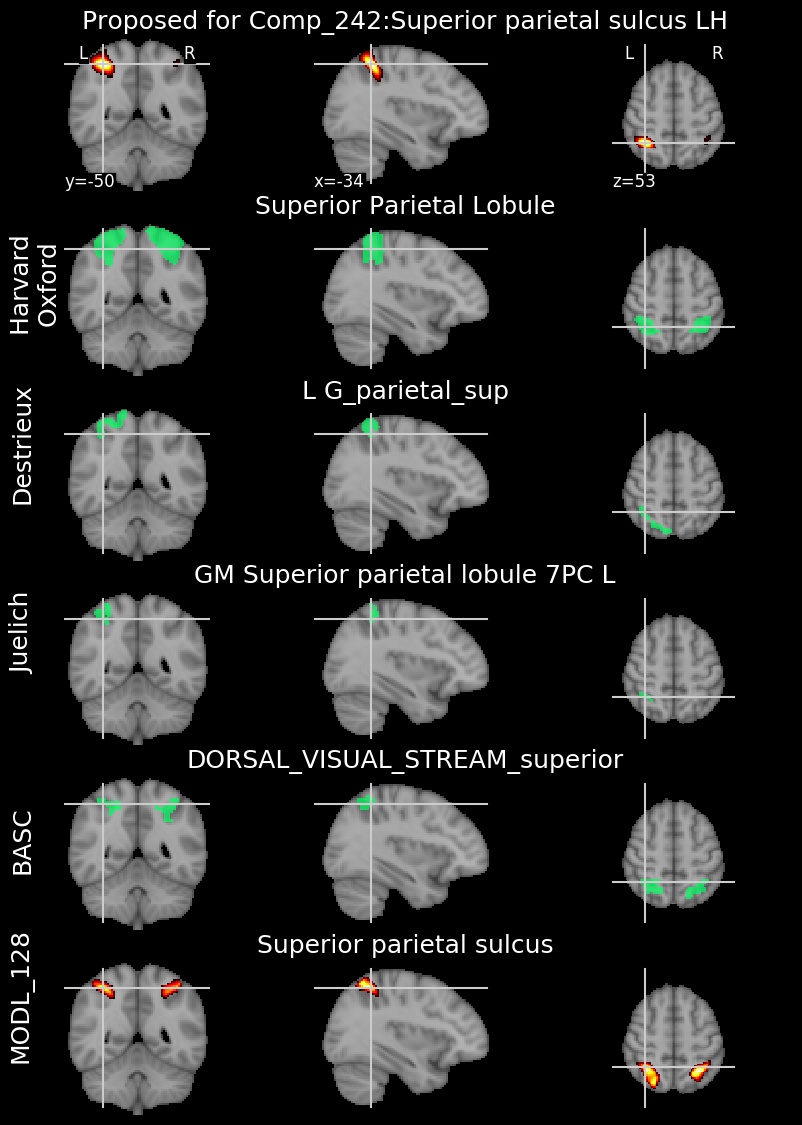 Proposed for Comp_242:Superior parietal sulcus LH
L R
L R
y=-50
x=-34
z=53
Superior Parietal Lobule
Harvard
Oxford
L G_parietal_sup
Destrieux
GM Superior parietal lobule 7PC L
Juelich
DORSAL_VISUAL_STREAM_superior
BASC
Superior parietal sulcus
MODL_128